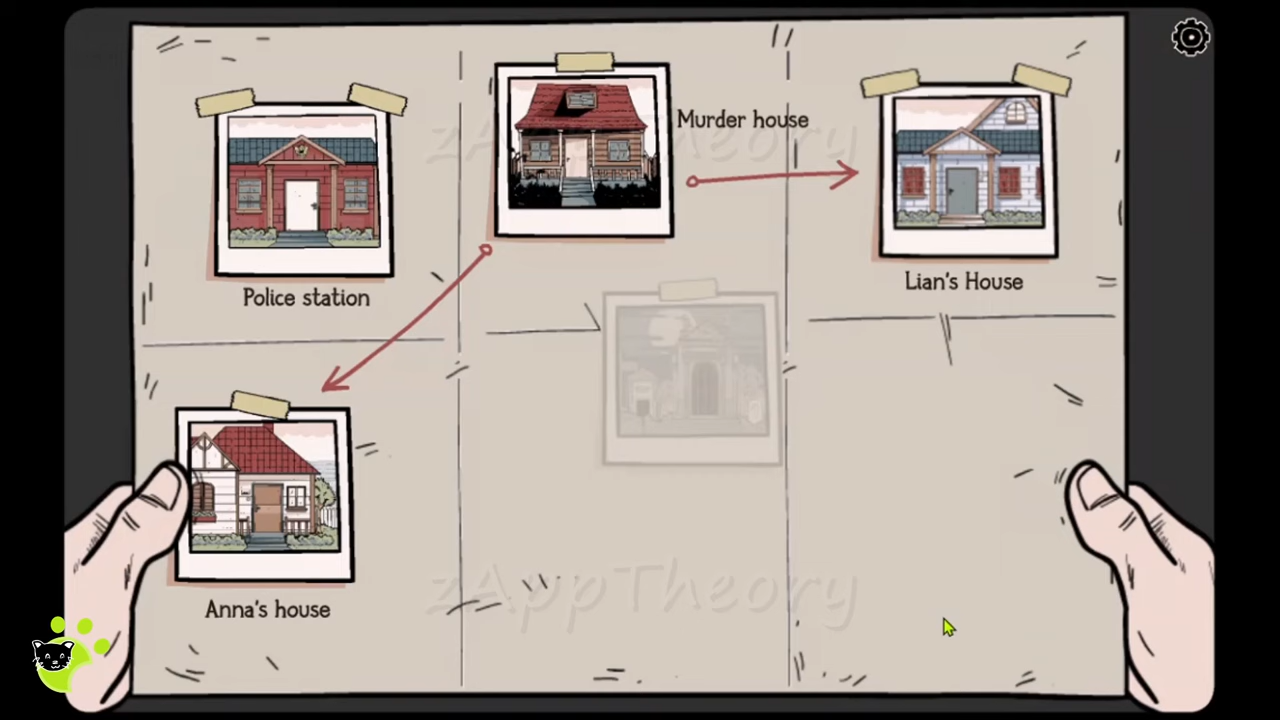 Murder house
Police station
Lian's House
Anna's house
zAppTheory
zAppTheory